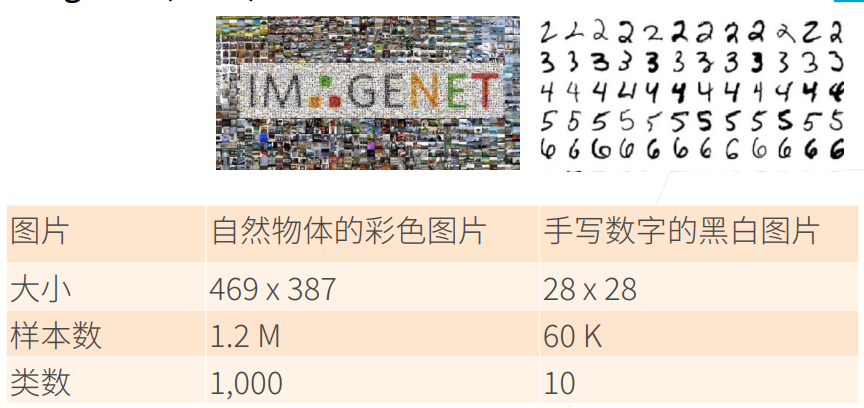 IMAGENET
2 2 2 2 2 2 2 2 2 2 2 2
3 3 3 3 3 3 3 3 3 3 3 3
4 4 4 4 4 4 4 4 4 4 4 4
5 5 5 5 5 5 5 5 5 5 5 5
6 6 6 6 6 6 6 6 6 6 6 6
图片 自然物体的彩色图片 手写数字的黑白图片
大小 469 x 387 28 x 28
样本数 1.2 M 60 K
类数 1,000 10